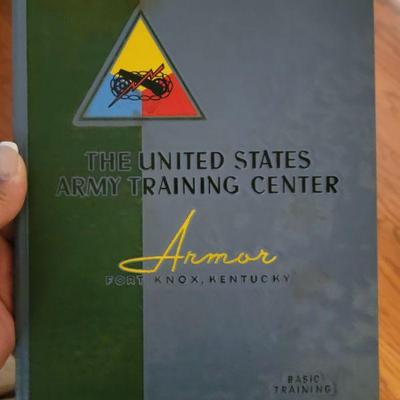 THE UNITED STATES
ARMY TRAINING CENTER
Armor
FORT KNOX, KENTUCKY
BASIC
TRAINING